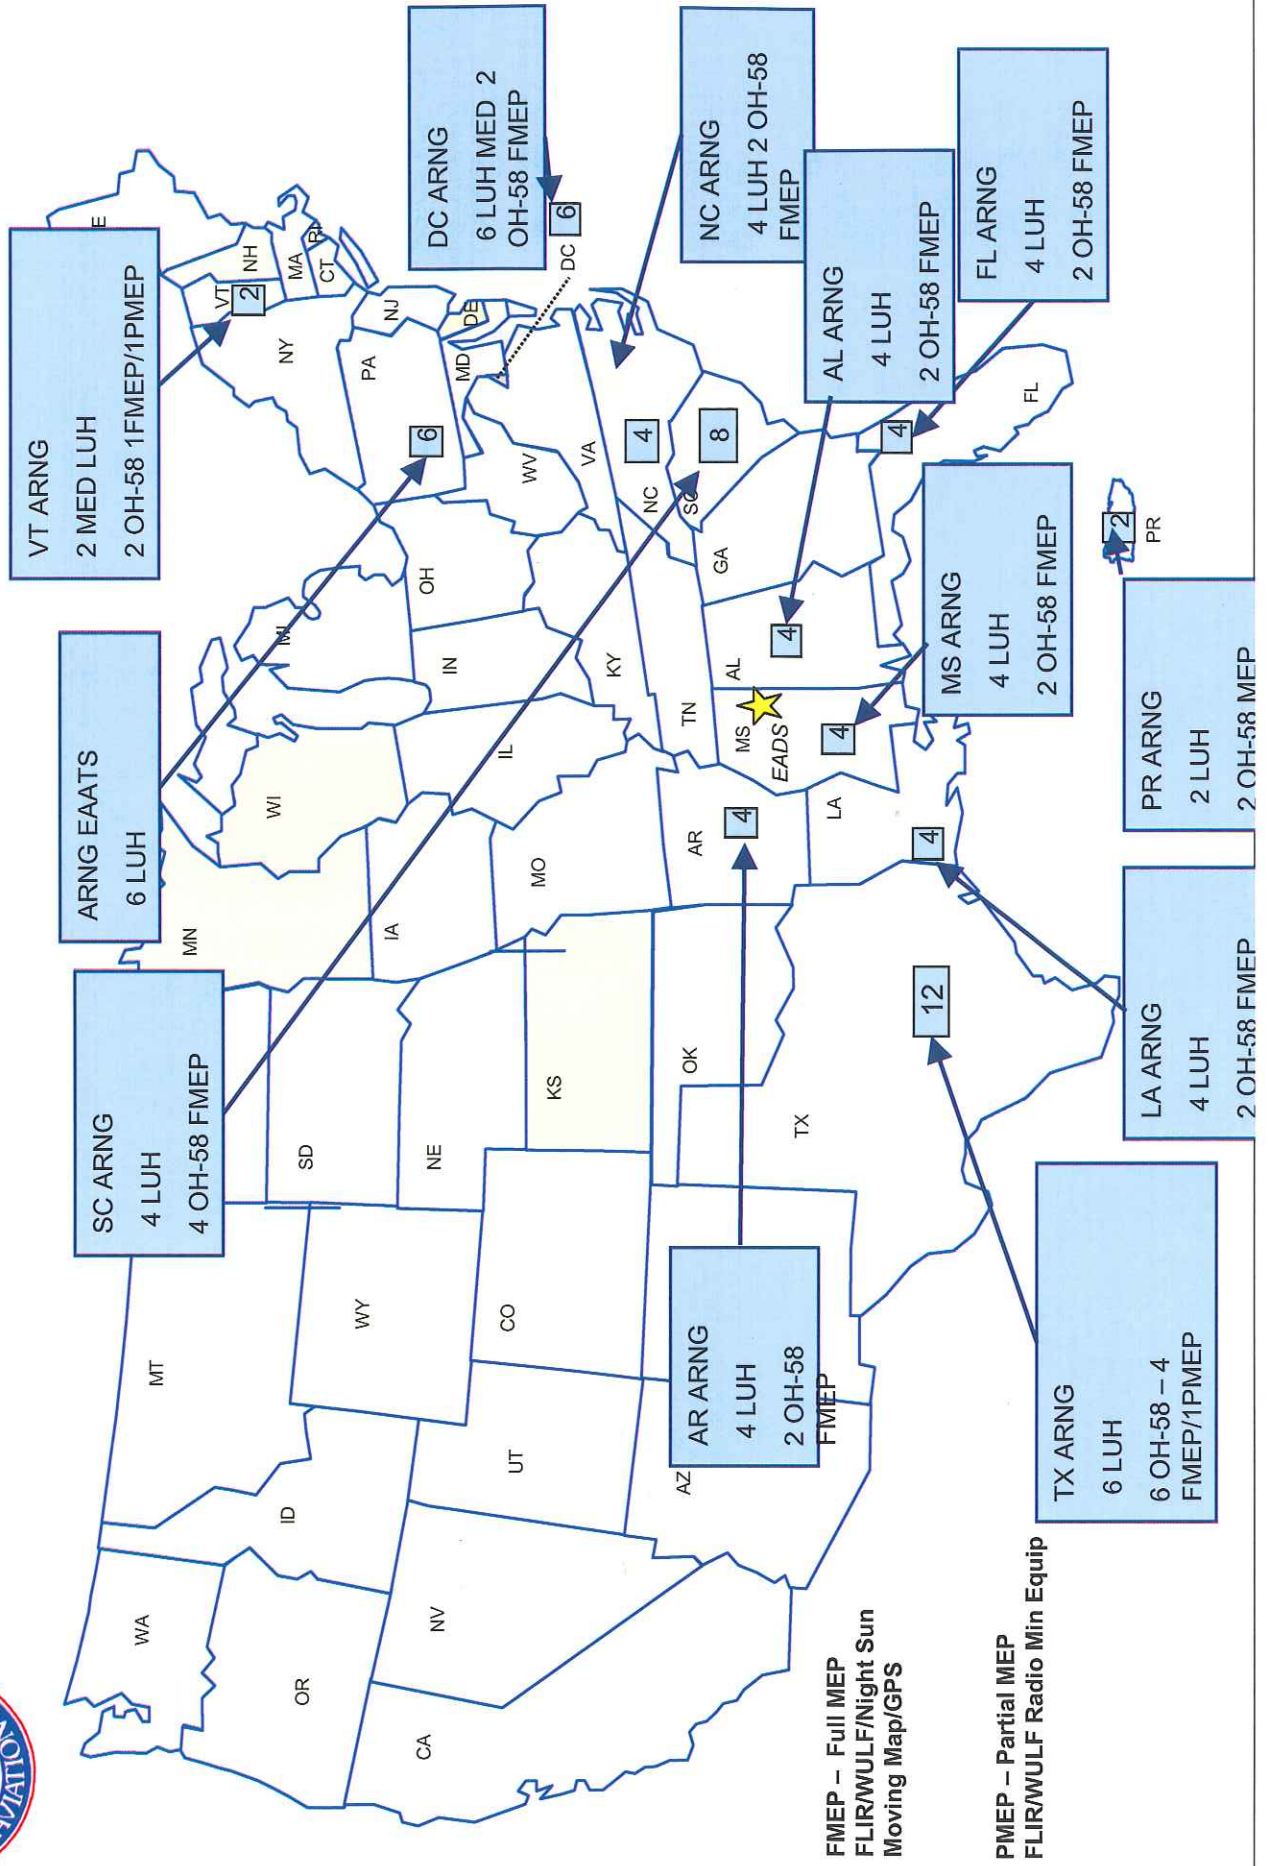 AVIATION
VT ARNG
2 MED LUH
2 OH-58 1FMEP/1PMEP
ARNG EAATS
6 LUH
SC ARNG
4 LUH
4 OH-58 FMEP
DC ARNG
6 LUH MED 2
OH-58 FMEP
NC ARNG
4 LUH 2 OH-58
FMEP
AL ARNG
4 LUH
2 OH-58 FMEP
FL ARNG
4 LUH
2 OH-58 FMEP
MS ARNG
4 LUH
2 OH-58 FMEP
PR ARNG
2 LUH
2 OH-58 MEP
LA ARNG
4 LUH
2 OH-58 FMEP
TX ARNG
6 LUH
6 OH-58 – 4
FMEP/1PMEP
AR ARNG
4 LUH
2 OH-58
FMEP
WA
OR
CA
NV
ID
MT
WY
UT
AZ
CO
SD
NE
KS
OK
TX
12
MN
IA
MO
AR
4
LA
4
WI
IL
MS
EADS
4
MI
IN
KY
TN
AL
4
OH
WV
VA
NC
4
SC
8
GA
FL
4
PA
6
NY
VT
2
NH
E
MA
RI
CT
NJ
DE
MD
DC
6
2
PR
FMEP – Full MEP
FLIR/WULF/Night Sun
Moving Map/GPS
PMEP – Partial MEP
FLIR/WULF Radio Min Equip